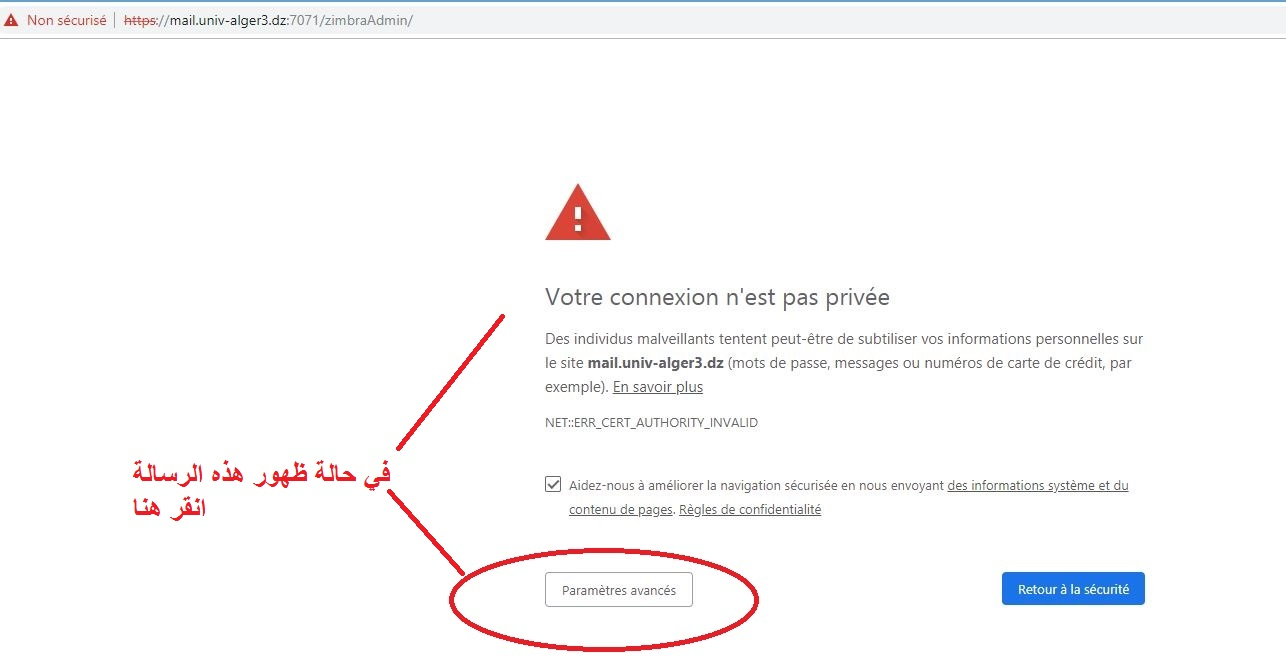 Non sécurisé | https://mail.univ-alger3.dz:7071/zimbraAdmin/
Votre connexion n'est pas privée
Des individus malveillants tentent peut-être de subtiliser vos informations personnelles sur
le site mail.univ-alger3.dz (mots de passe, messages ou numéros de carte de crédit, par
exemple). En savoir plus
NET::ERR_CERT_AUTHORITY_INVALID
في حالة ظهور هذه الرسالة
انقر هنا
Aidez-nous à améliorer la navigation sécurisée en nous envoyant des informations système et du
contenu de pages. Règles de confidentialité
Paramètres avancés
Retour à la sécurité